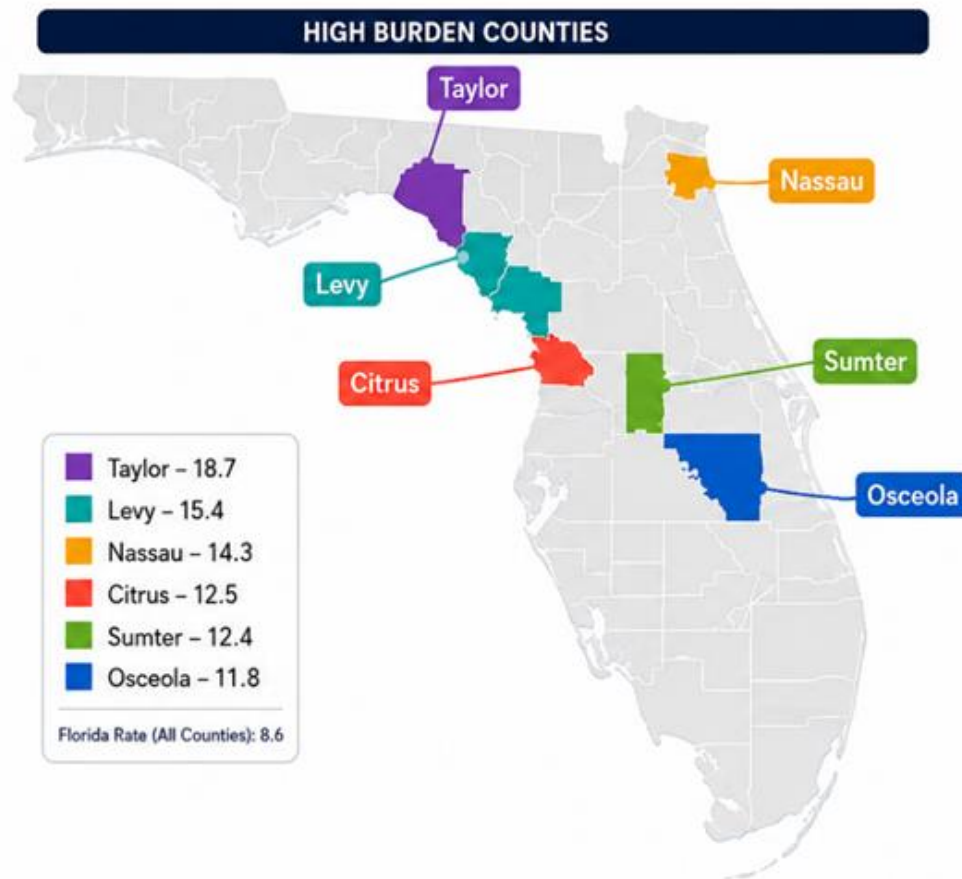 HIGH BURDEN COUNTIES
Taylor
Nassau
Levy
Sumter
Citrus
Osceola
Taylor – 18.7
Levy – 15.4
Nassau – 14.3
Citrus – 12.5
Sumter – 12.4
Osceola – 11.8
Florida Rate (All Counties): 8.6